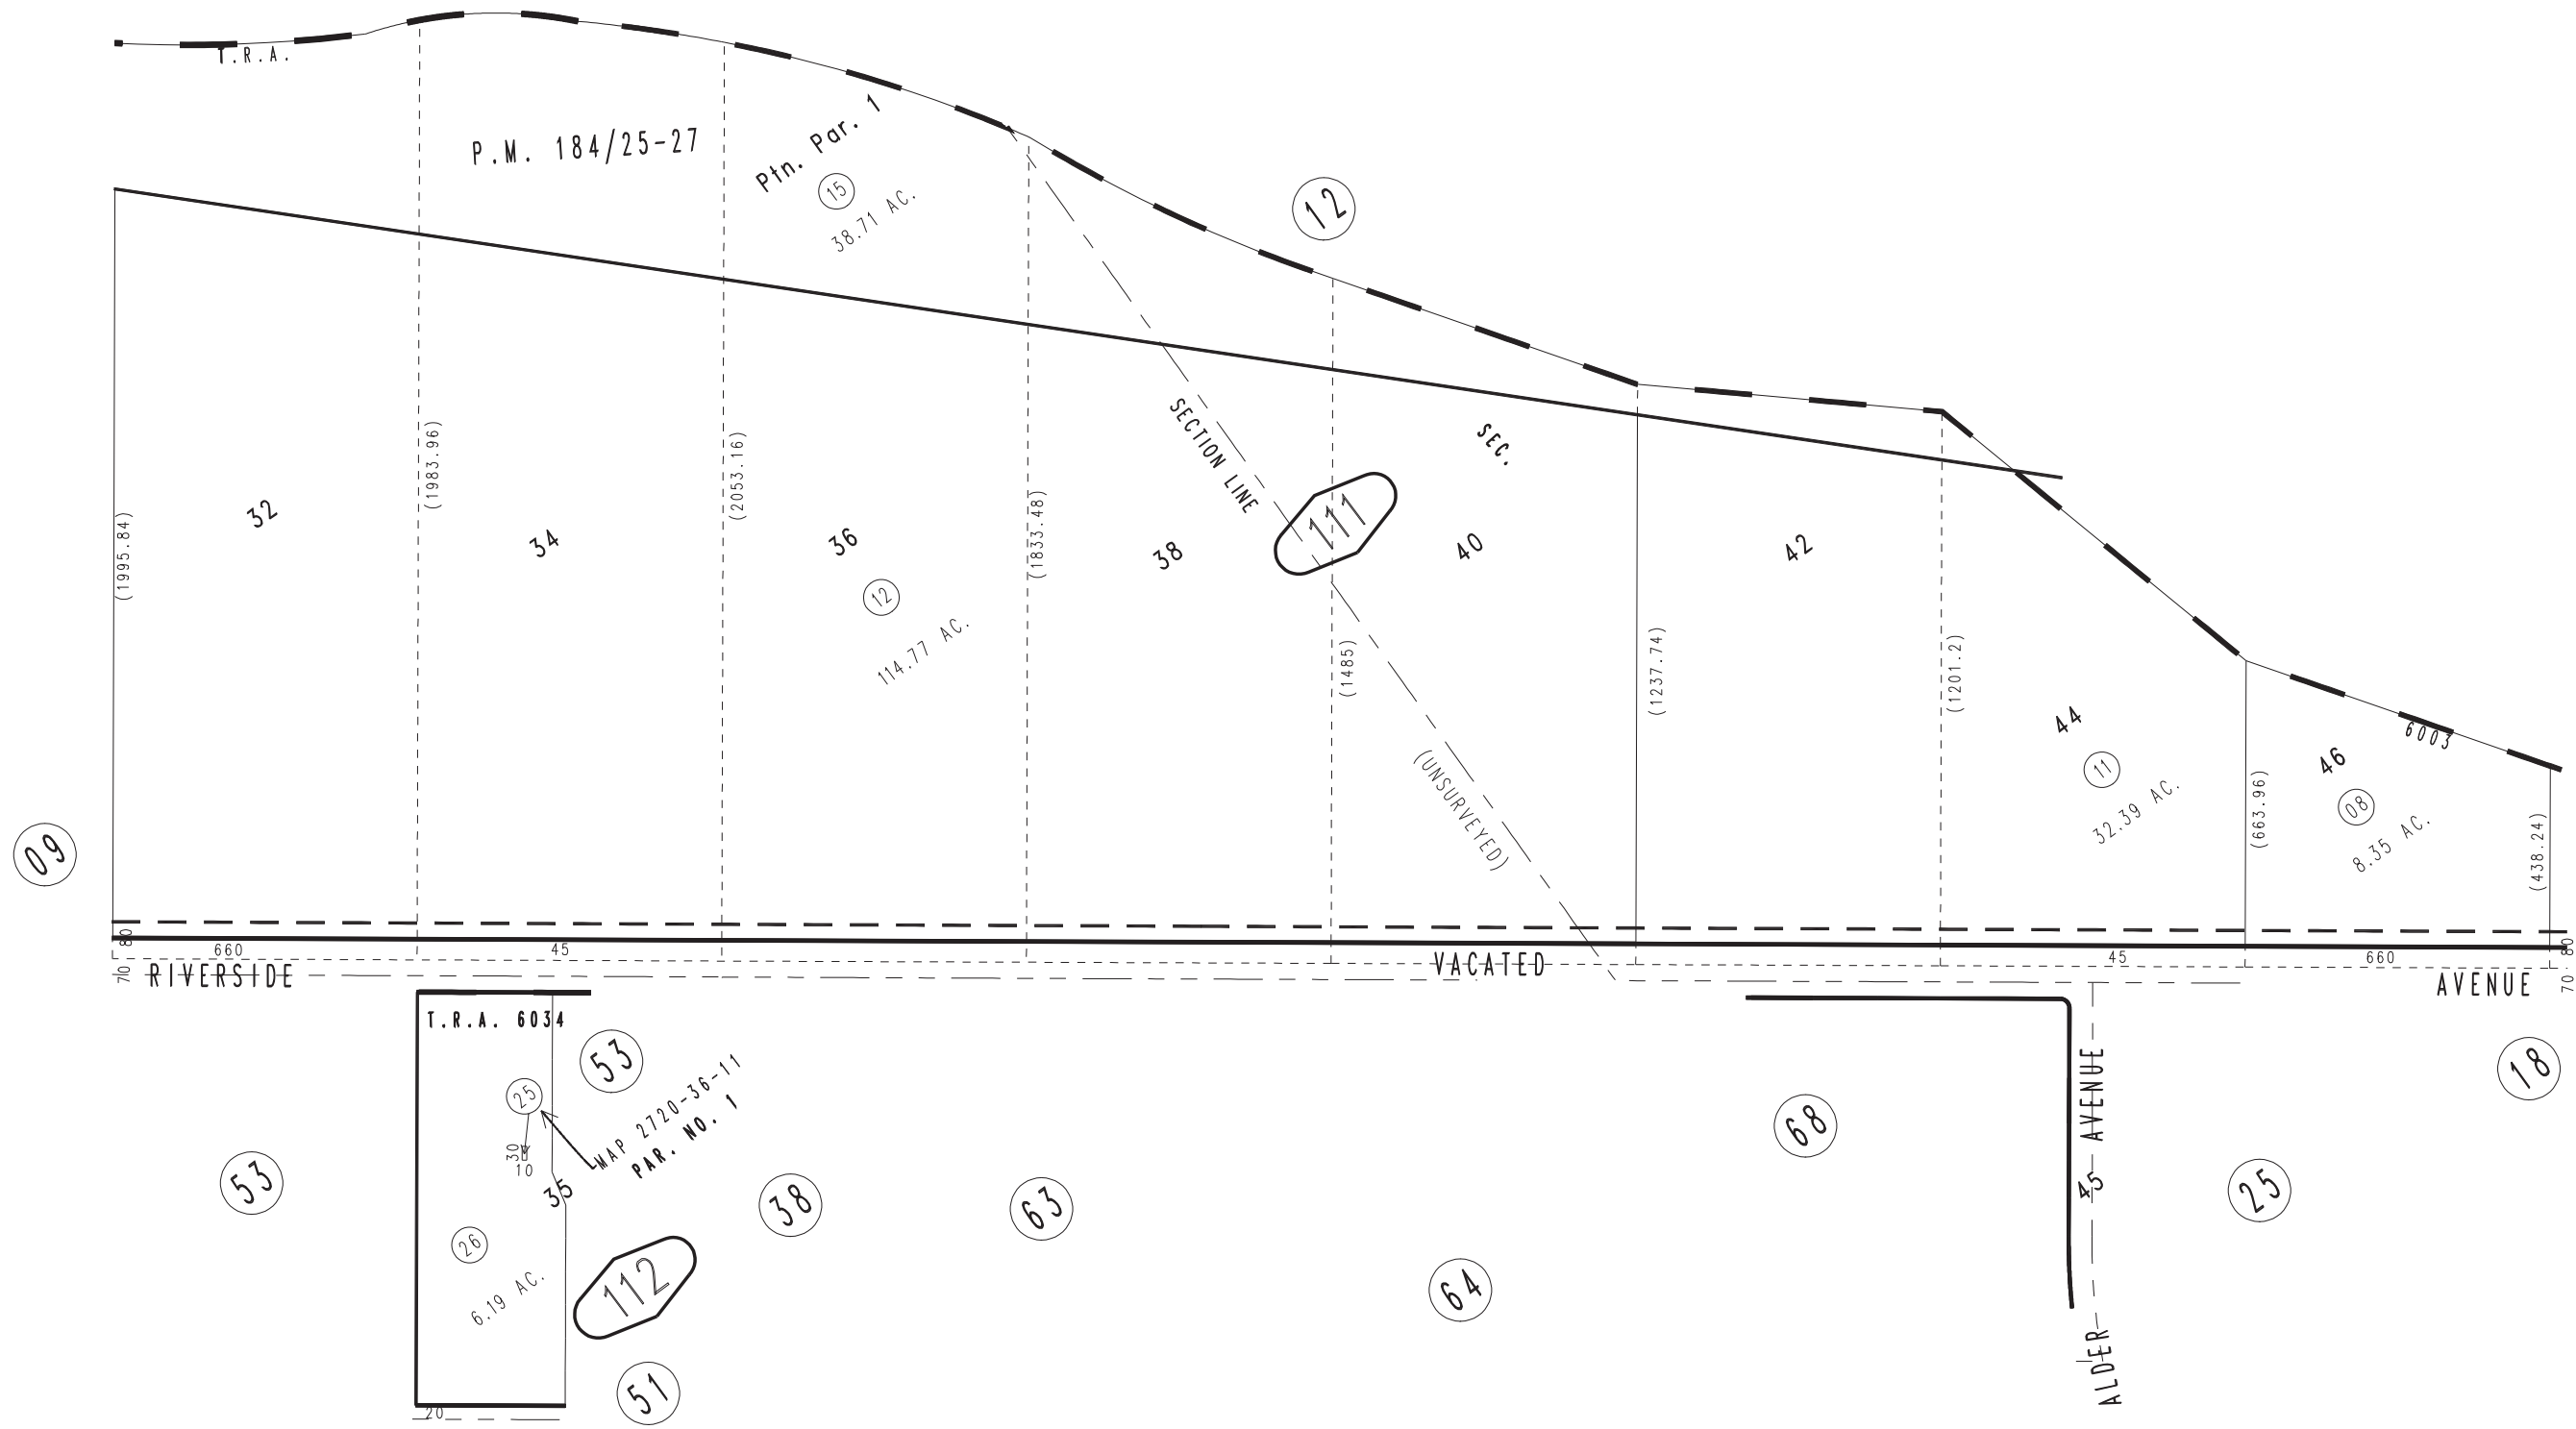 T.R.A.
P.M. 184/25-27
Ptn. Par. 1
15
38.71 AC.
12
SECTION LINE
SEC.
111
(UNSURVEYED)
32
34
36
38
40
42
44
46
12
114.77 AC.
11
32.39 AC.
08
8.35 AC.
6003
(1995.84)
(1983.96)
(2053.16)
(1833.48)
(1485)
(1237.74)
(1201.2)
(663.96)
(438.24)
09
80
660
45
45
660
80
70
RIVERSIDE
VACATED
AVENUE
70
T.R.A. 6034
53
25
MAP 2720-36-11
PAR. NO. 1
30
10
35
26
6.19 AC.
112
51
20
53
38
63
64
68
45
ALDER AVENUE
25
18